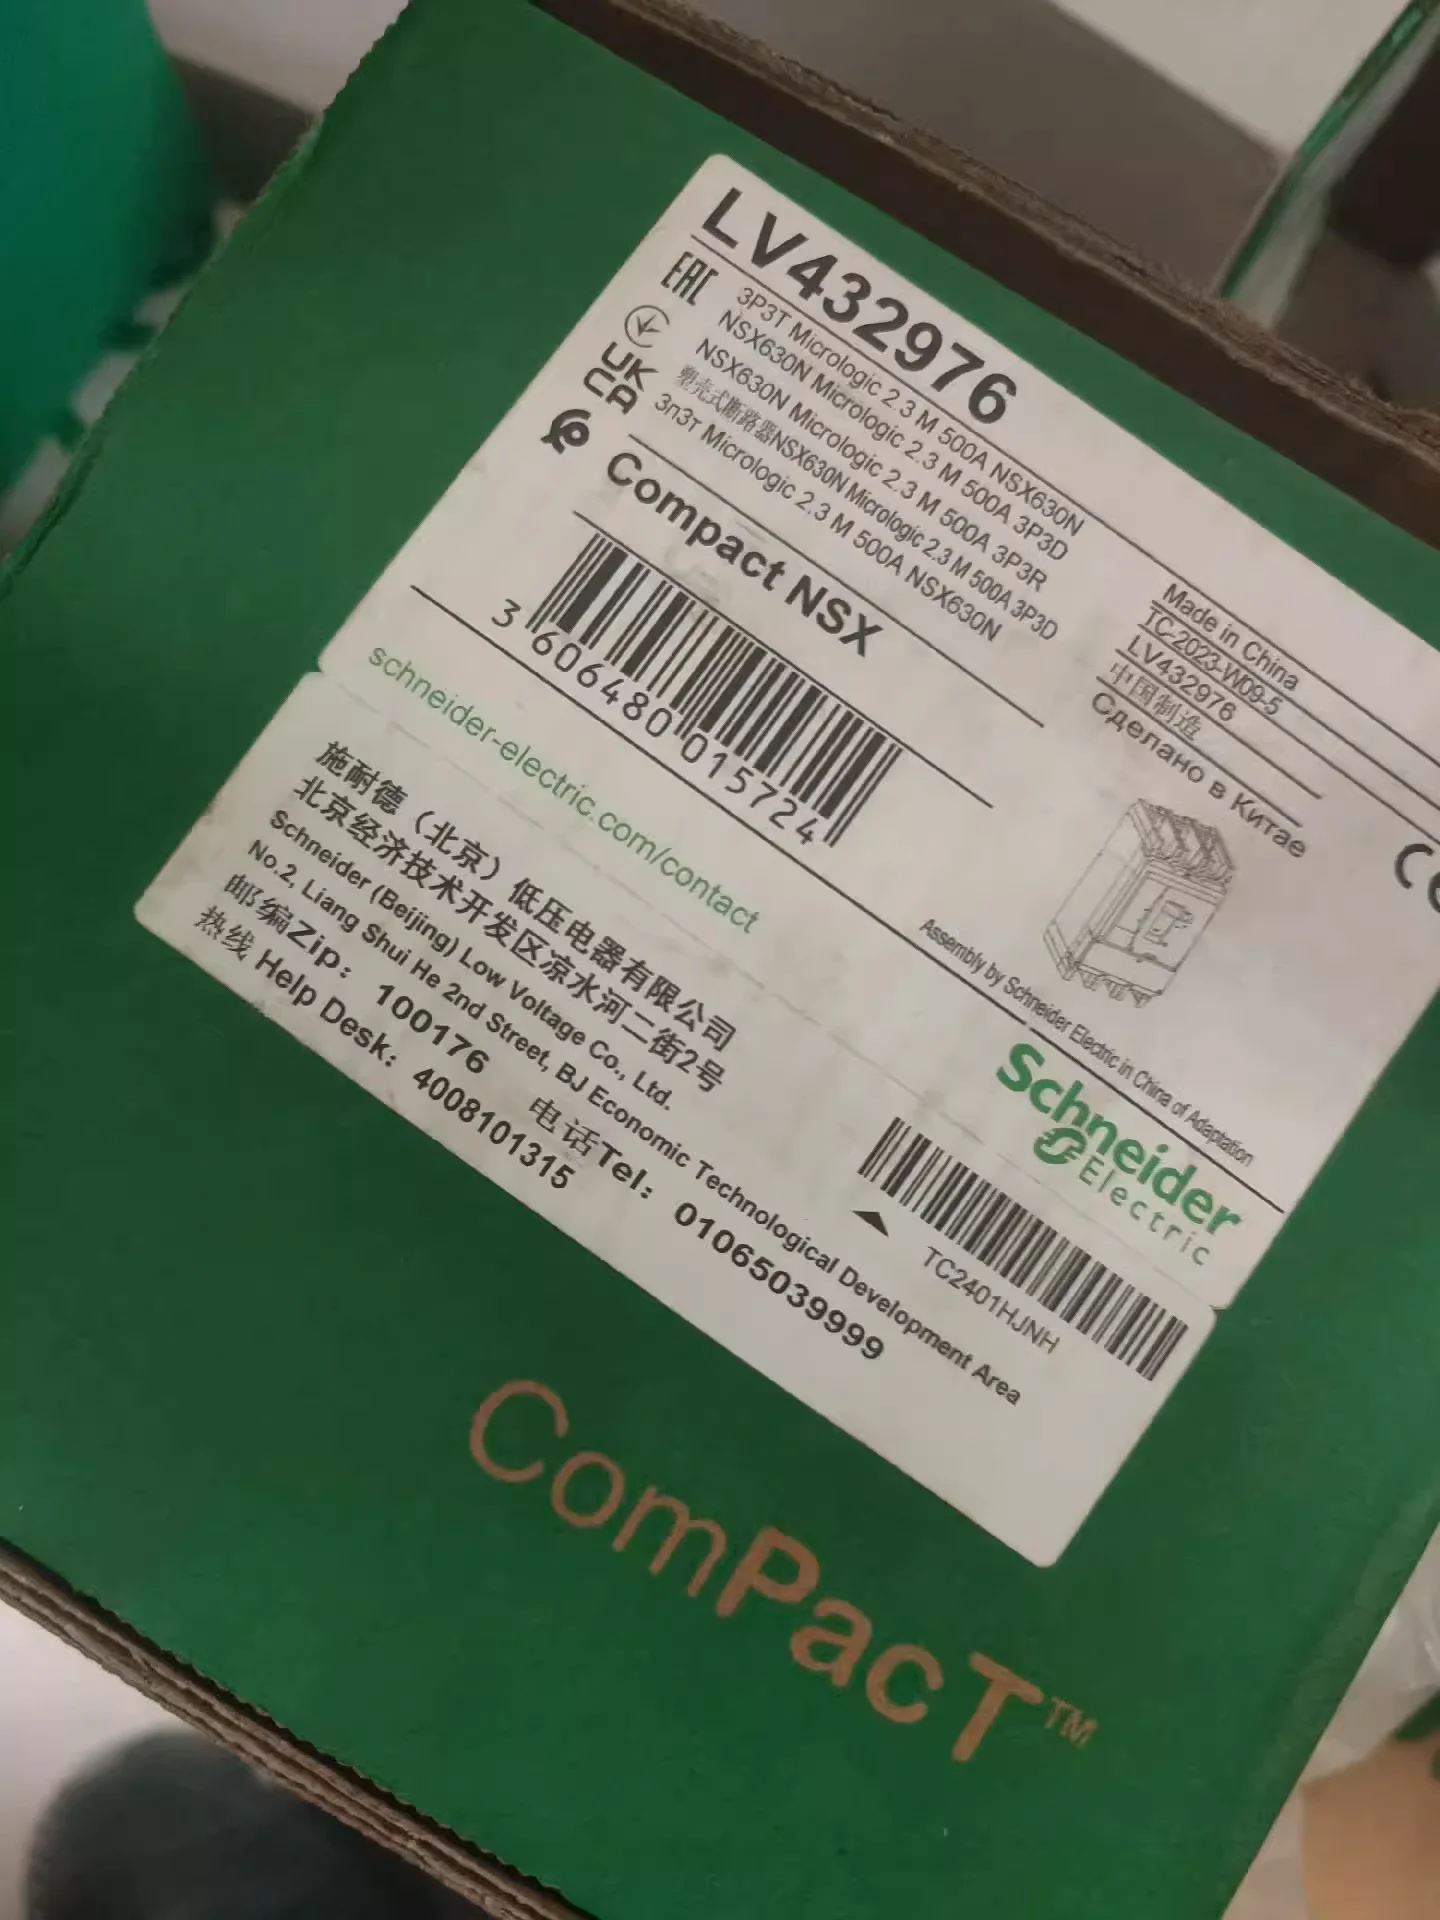 LV432976
EAC
UK
CA
3P3T Micrologic 2.3 M 500A NSX630N
NSX630N Micrologic 2.3 M 500A 3P3D
NSX630N Micrologic 2.3 M 500A 3P3R
塑壳式断路器NSX630N Micrologic 2.3 M 500A 3P3D
3п3т Micrologic 2.3 M 500A NSX630N
Compact NSX
3 606480 015724
Made in China
TC-2023-W09-5
LV432976
中国制造
Сделано в Китае
CE
schneider-electric.com/contact
Assembly by Schneider Electric in China of Adaptation
Schneider
Electric
施耐德（北京）低压电器有限公司
北京经济技术开发区凉水河二街2号
Schneider (Beijing) Low Voltage Co., Ltd.
No.2, Liang Shui He 2nd Street, BJ Economic Technological Development Area
邮编Zip: 100176 电话Tel: 01065039999
热线 Help Desk: 4008101315
TC2401HJNH
ComPacT™